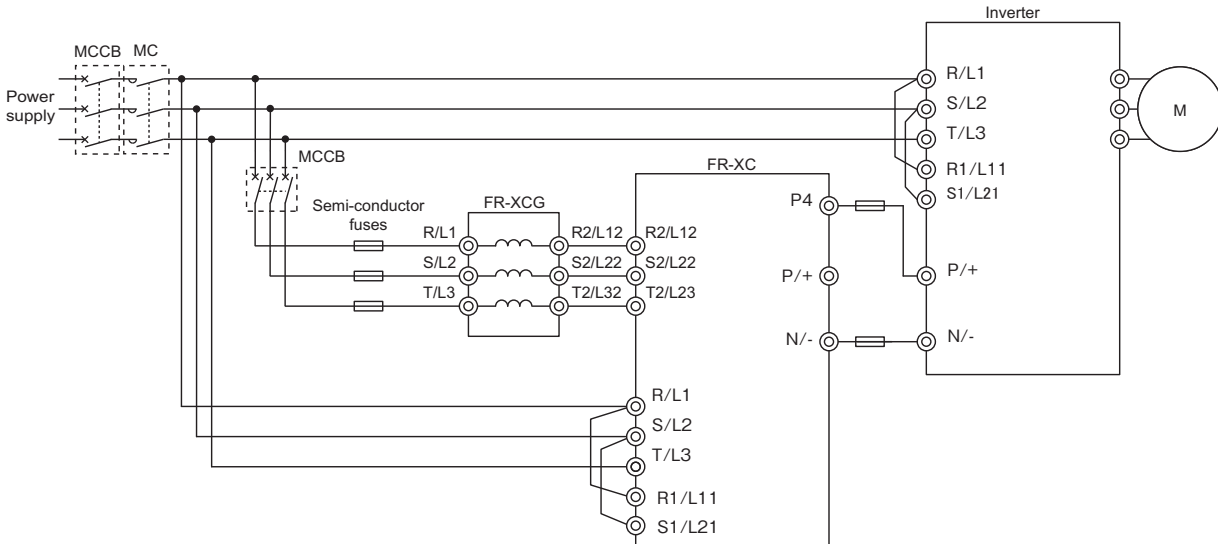 Inverter
MCCB
MC
Power
supply
R/L1
S/L2
T/L3
R1/L11
S1/L21
P/+
N/-
M
MCCB
Semi-conductor
fuses
FR-XCG
R/L1
S/L2
T/L3
R2/L12
S2/L22
T2/L32
FR-XC
R2/L12
S2/L22
T2/L23
P4
P/+
N/-
R/L1
S/L2
T/L3
R1/L11
S1/L21